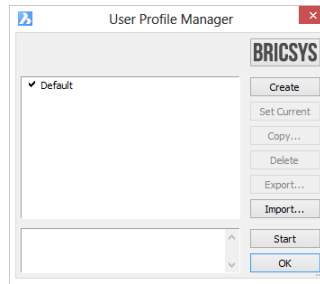 User Profile Manager
BRICSYS
Default
Create
Set Current
Copy...
Delete
Export...
Import...
Start
OK